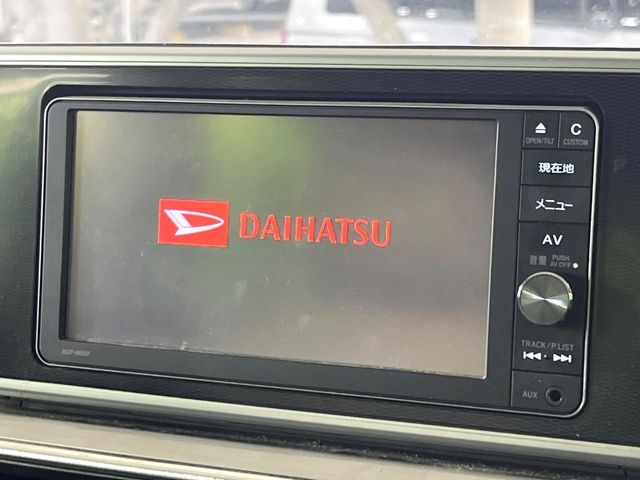 DAIHATSU
C
OPEN/TILT
CUSTOM
現在地
メニュー
AV
音量
PUSH
AV OFF
TRACK/P.LIST
AUX